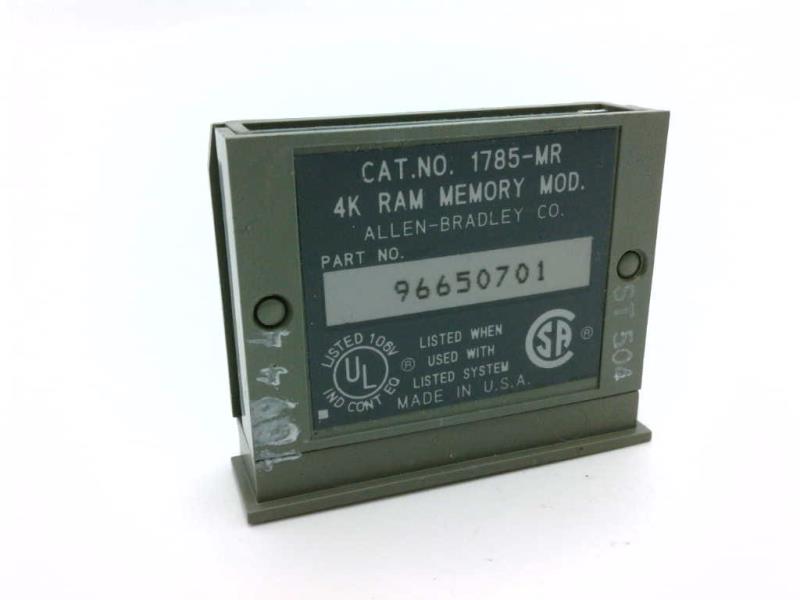 CAT.NO. 1785-MR
4K RAM MEMORY MOD.
ALLEN-BRADLEY CO.
PART NO.
96650701
LISTED 106V
UL
IND CONT EQ
®
LISTED WHEN
USED WITH
LISTED SYSTEM
SA ®
MADE IN U.S.A.
ST 504